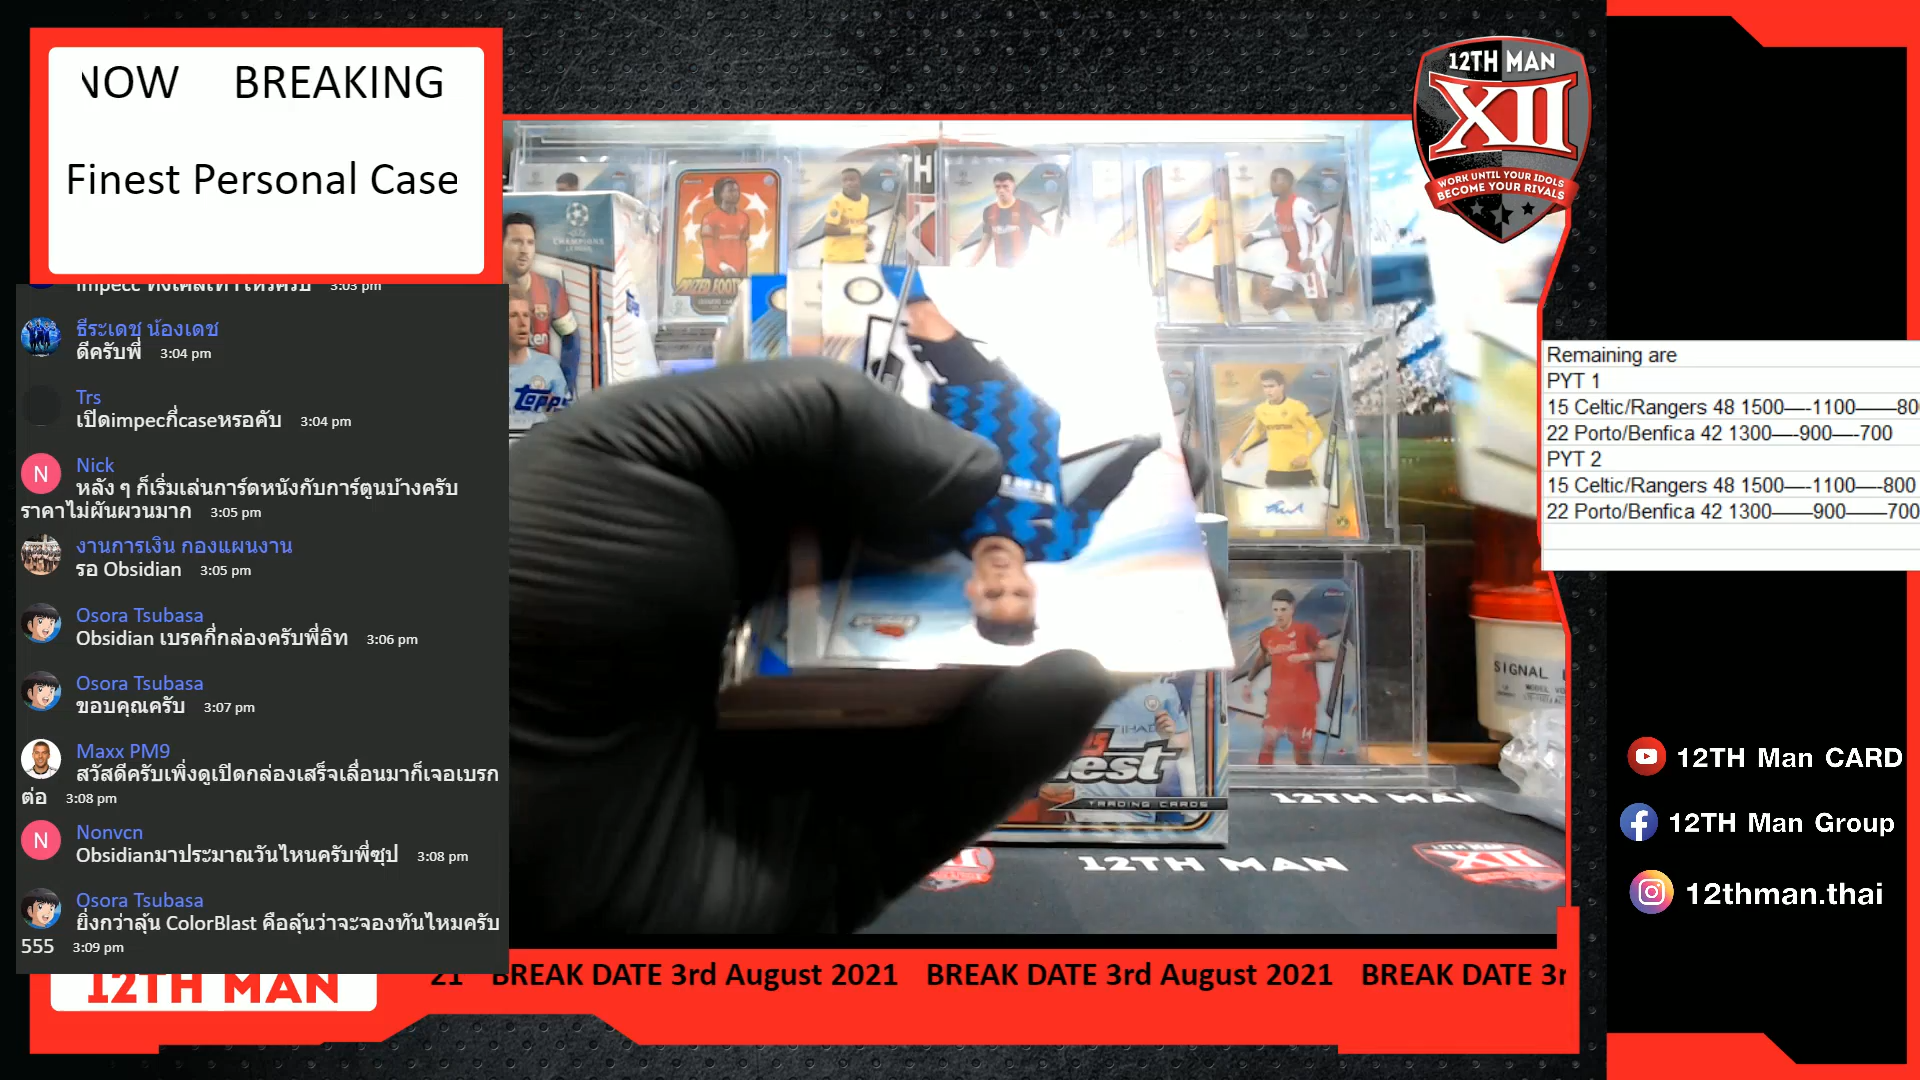 NOW BREAKING
Finest Personal Case
3:03 pm
ธีระเดช น้องเดช
ดีครับพี่ 3:04 pm
Trs
เปิดimpecกี่caseหรอคับ 3:04 pm
N
Nick
หลัง ๆ ก็เริ่มเล่นการ์ดหนังกับการ์ตูนบ้างครับ
ราคาไม่ผันผวนมาก 3:05 pm
งานการเงิน กองแผนงาน
รอ Obsidian 3:05 pm
Osora Tsubasa
Obsidian เบรคกี่กล่องครับพี่อิท 3:06 pm
Osora Tsubasa
ขอบคุณครับ 3:07 pm
Maxx PM9
สวัสดีครับเพิ่งดูเปิดกล่องเสร็จเลื่อนมาก็เจอเบรก
ต่อ 3:08 pm
N
Nonvcn
Obsidianมาประมาณวันไหนครับพี่ซุป 3:08 pm
Osora Tsubasa
ยิ่งกว่าลุ้น ColorBlast คือลุ้นว่าจะจองทันไหมครับ
555 3:09 pm
12TH MAN
21 BREAK DATE 3rd August 2021 BREAK DATE 3rd August 2021 BREAK DATE 3r
12TH MAN
XII
WORK UNTIL YOUR IDOLS
BECOME YOUR RIVALS
CHAMPIONS
LEAGUE
topps
TRADING CARDS
SIGNAL
12TH MAN
12TH MAN
XII
Remaining are
PYT 1
15 Celtic/Rangers 48 1500—-1100——80
22 Porto/Benfica 42 1300—-900—-700
PYT 2
15 Celtic/Rangers 48 1500—-1100—-800
22 Porto/Benfica 42 1300——900——700
12TH Man CARD
12TH Man Group
12thman.thai